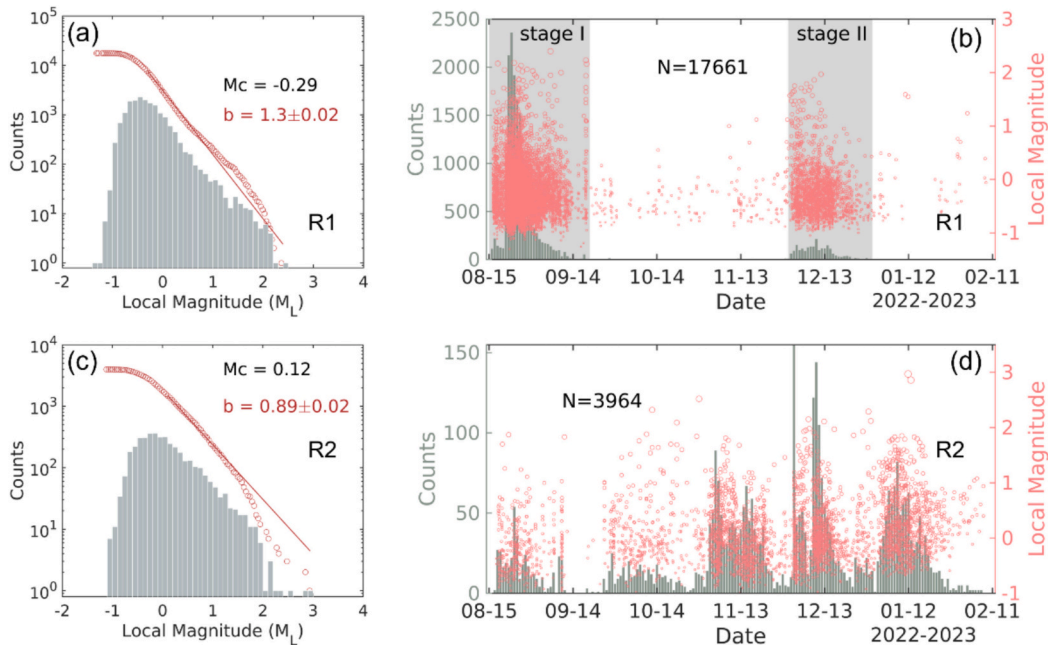 (a)
10^5
10^4
10^3
10^2
10^1
10^0
Counts
Mc = -0.29
b = 1.3±0.02
R1
-2 -1 0 1 2 3 4
Local Magnitude (M_L)
(b)
stage I
stage II
N=17661
R1
2500
2000
1500
1000
500
0
Counts
3
2
1
0
-1
Local Magnitude
08-15 09-14 10-14 11-13 12-13 01-12 02-11
Date
2022-2023
(c)
10^4
10^3
10^2
10^1
10^0
Counts
Mc = 0.12
b = 0.89±0.02
R2
-2 -1 0 1 2 3 4
Local Magnitude (M_L)
(d)
N=3964
R2
150
100
50
0
Counts
3
2
1
0
-1
Local Magnitude
08-15 09-14 10-14 11-13 12-13 01-12 02-11
Date
2022-2023